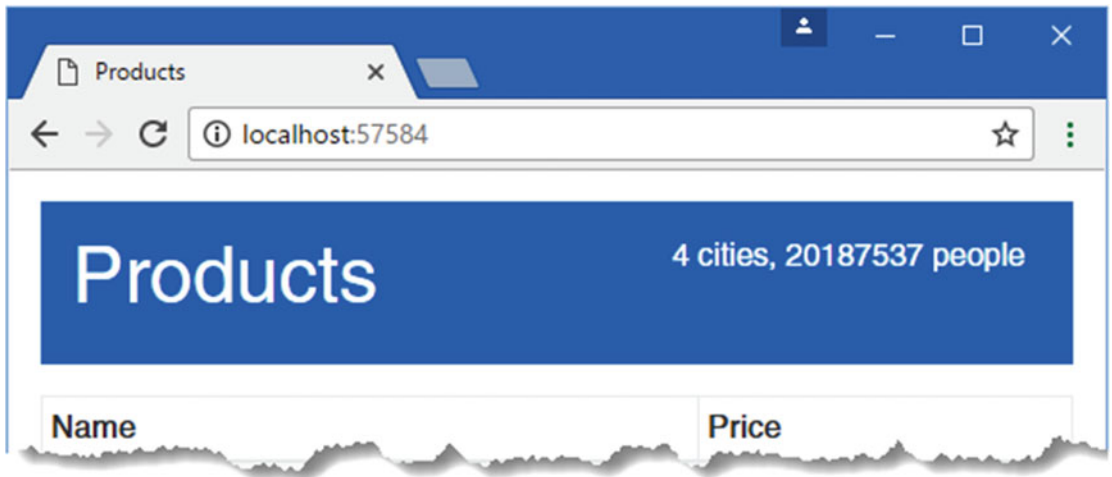 Products
localhost:57584
Products
4 cities, 20187537 people
Name
Price